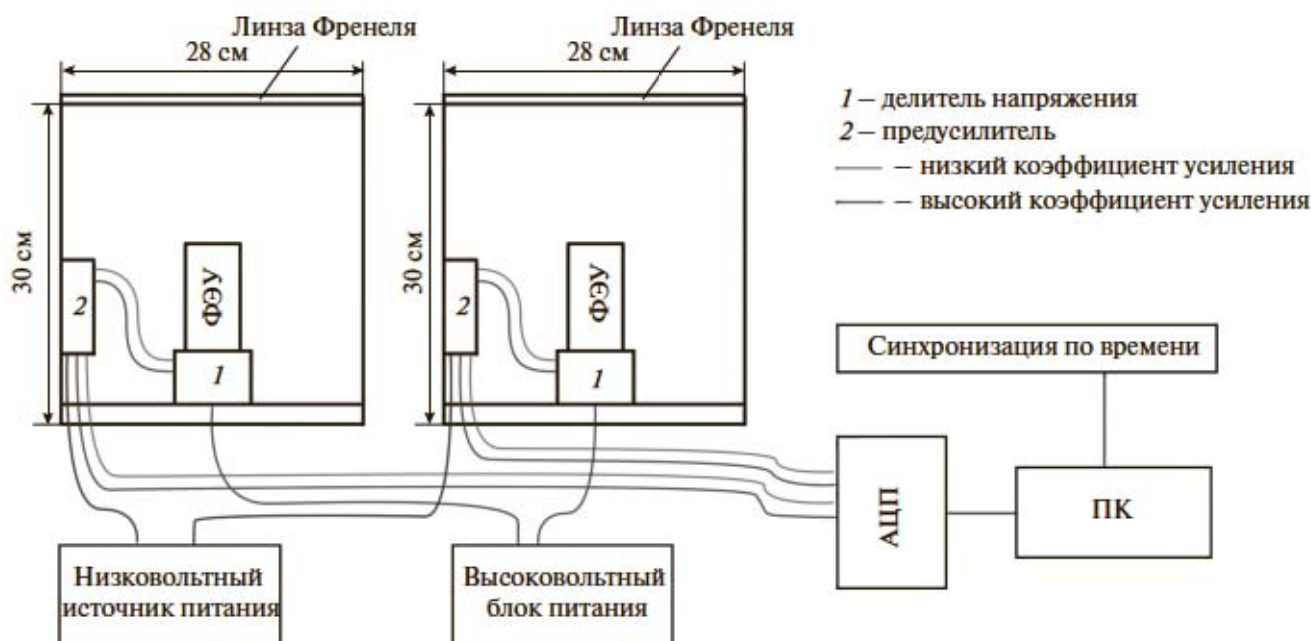 Линза Френеля
28 см
30 см
2
ФЭУ
1
Линза Френеля
28 см
30 см
2
ФЭУ
1
1 – делитель напряжения
2 – предусилитель
– низкий коэффициент усиления
– высокий коэффициент усиления
Синхронизация по времени
АЦП
ПК
Низковольтный
источник питания
Высоковольтный
блок питания